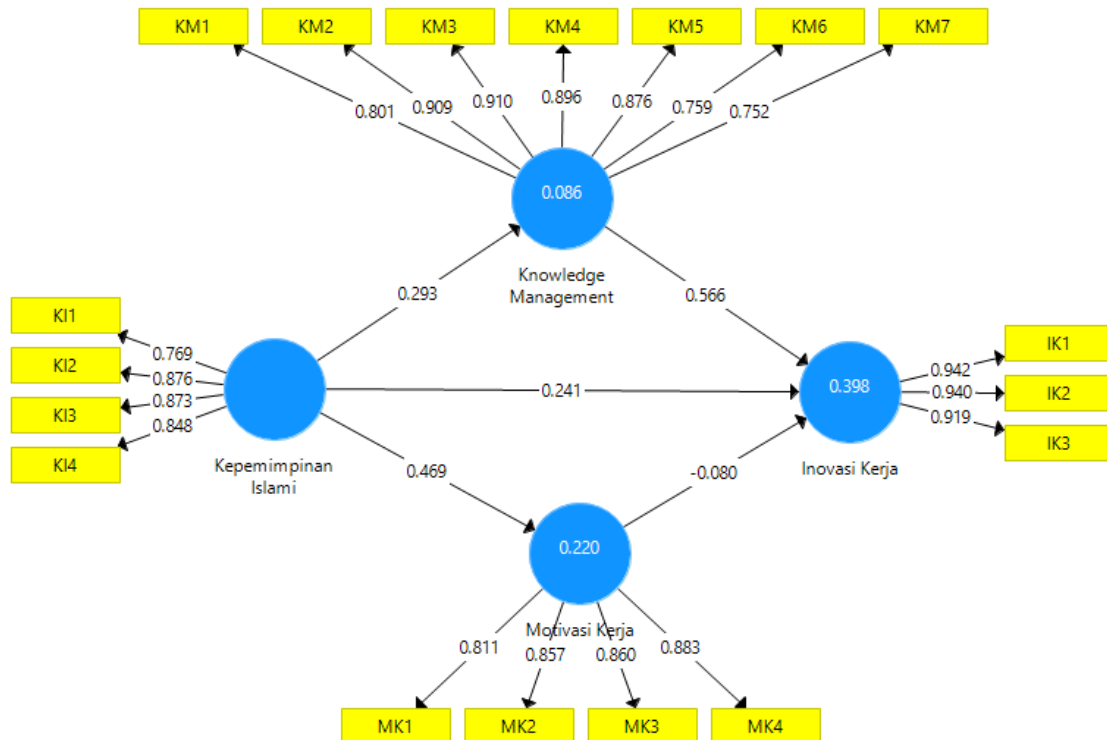 KM1 KM2 KM3 KM4 KM5 KM6 KM7
0.801 0.909 0.910 0.896 0.876 0.759 0.752
0.086
Knowledge
Management
0.293 0.566
KI1
KI2
KI3
KI4
0.769
0.876
0.873
0.848
Kepemimpinan
Islami
0.241
0.398
Inovasi Kerja
0.942
0.940
0.919
IK1
IK2
IK3
0.469 -0.080
0.220
Motivasi Kerja
0.811 0.857 0.860 0.883
MK1 MK2 MK3 MK4